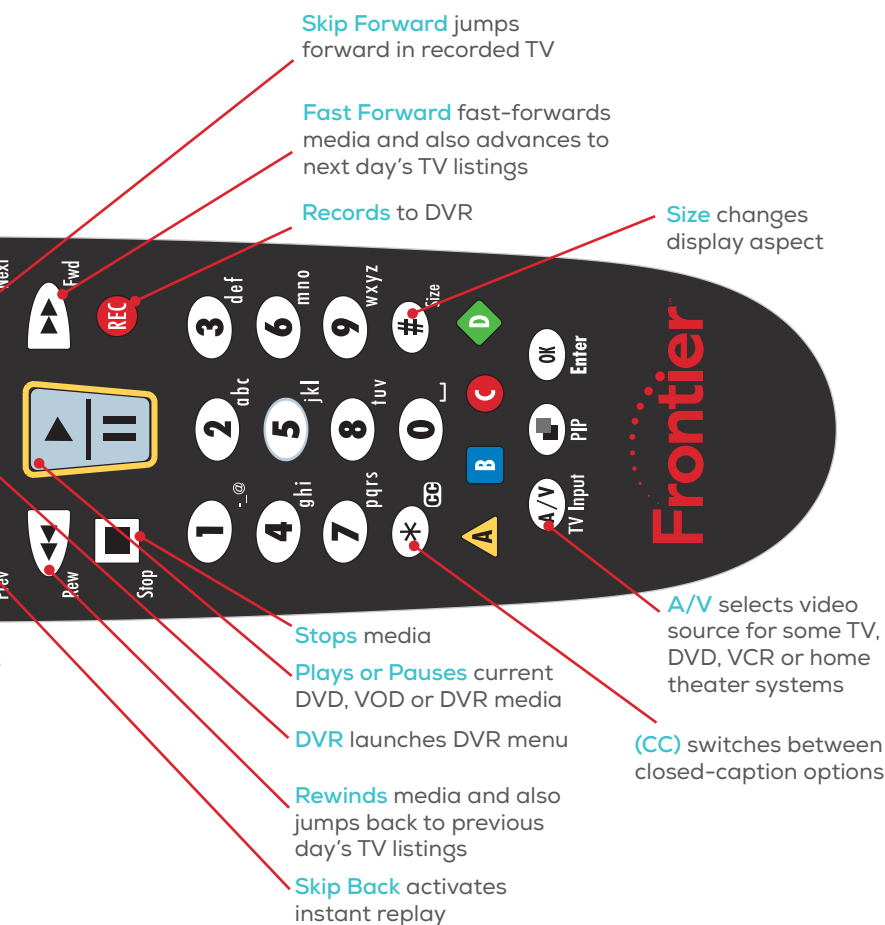 Skip Forward jumps
forward in recorded TV
Fast Forward fast-forwards
media and also advances to
next day's TV listings
Records to DVR
Size changes
display aspect
Next
Fwd
REC
3 def
6 mno
9 wxyz
# Size
D
2 abc
5 jkl
8 tuv
0
C
OK
Enter
PIP
B
Prev
Rew
Stop
1 -_@
4 ghi
7 pqrs
* CC
A
A/V
TV Input
Frontier™
Stops media
Plays or Pauses current
DVD, VOD or DVR media
DVR launches DVR menu
Rewinds media and also
jumps back to previous
day's TV listings
Skip Back activates
instant replay
A/V selects video
source for some TV,
DVD, VCR or home
theater systems
(CC) switches between
closed-caption options